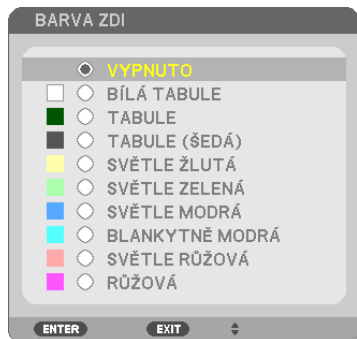 BARVA ZDI
VYPNUTO
BÍLÁ TABULE
TABULE
TABULE (ŠEDÁ)
SVĚTLE ŽLUTÁ
SVĚTLE ZELENÁ
SVĚTLE MODRÁ
BLANKYTNĚ MODRÁ
SVĚTLE RŮŽOVÁ
RŮŽOVÁ
ENTER EXIT